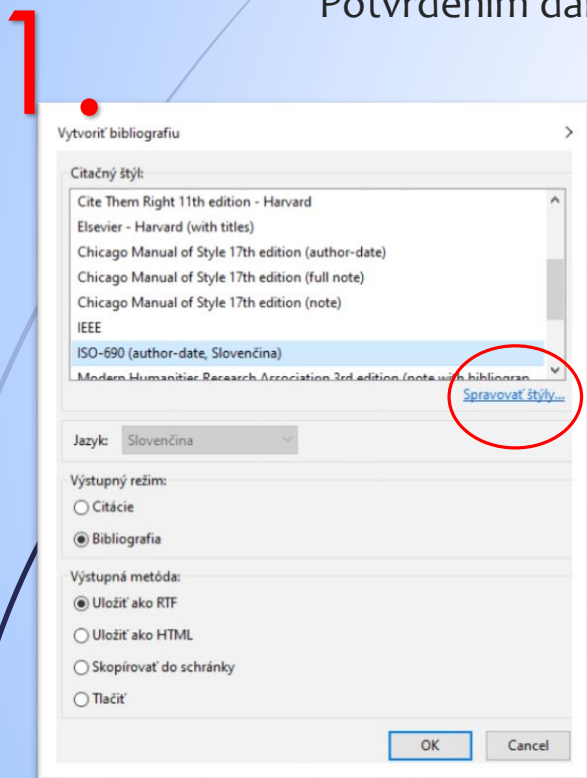 Potvrdením
1.
Vytvoriť bibliografiu
Citačný štýl:
Cite Them Right 11th edition - Harvard
Elsevier - Harvard (with titles)
Chicago Manual of Style 17th edition (author-date)
Chicago Manual of Style 17th edition (full note)
Chicago Manual of Style 17th edition (note)
IEEE
ISO-690 (author-date, Slovenčina)
Modern Humanities Research Association 3rd edition (note with bibliograp
Spravovať štýly...
Jazyk: Slovenčina
Výstupný režim:
Citácie
Bibliografia
Výstupná metóda:
Uložiť ako RTF
Uložiť ako HTML
Skopírovať do schránky
Tlačiť
OK Cancel